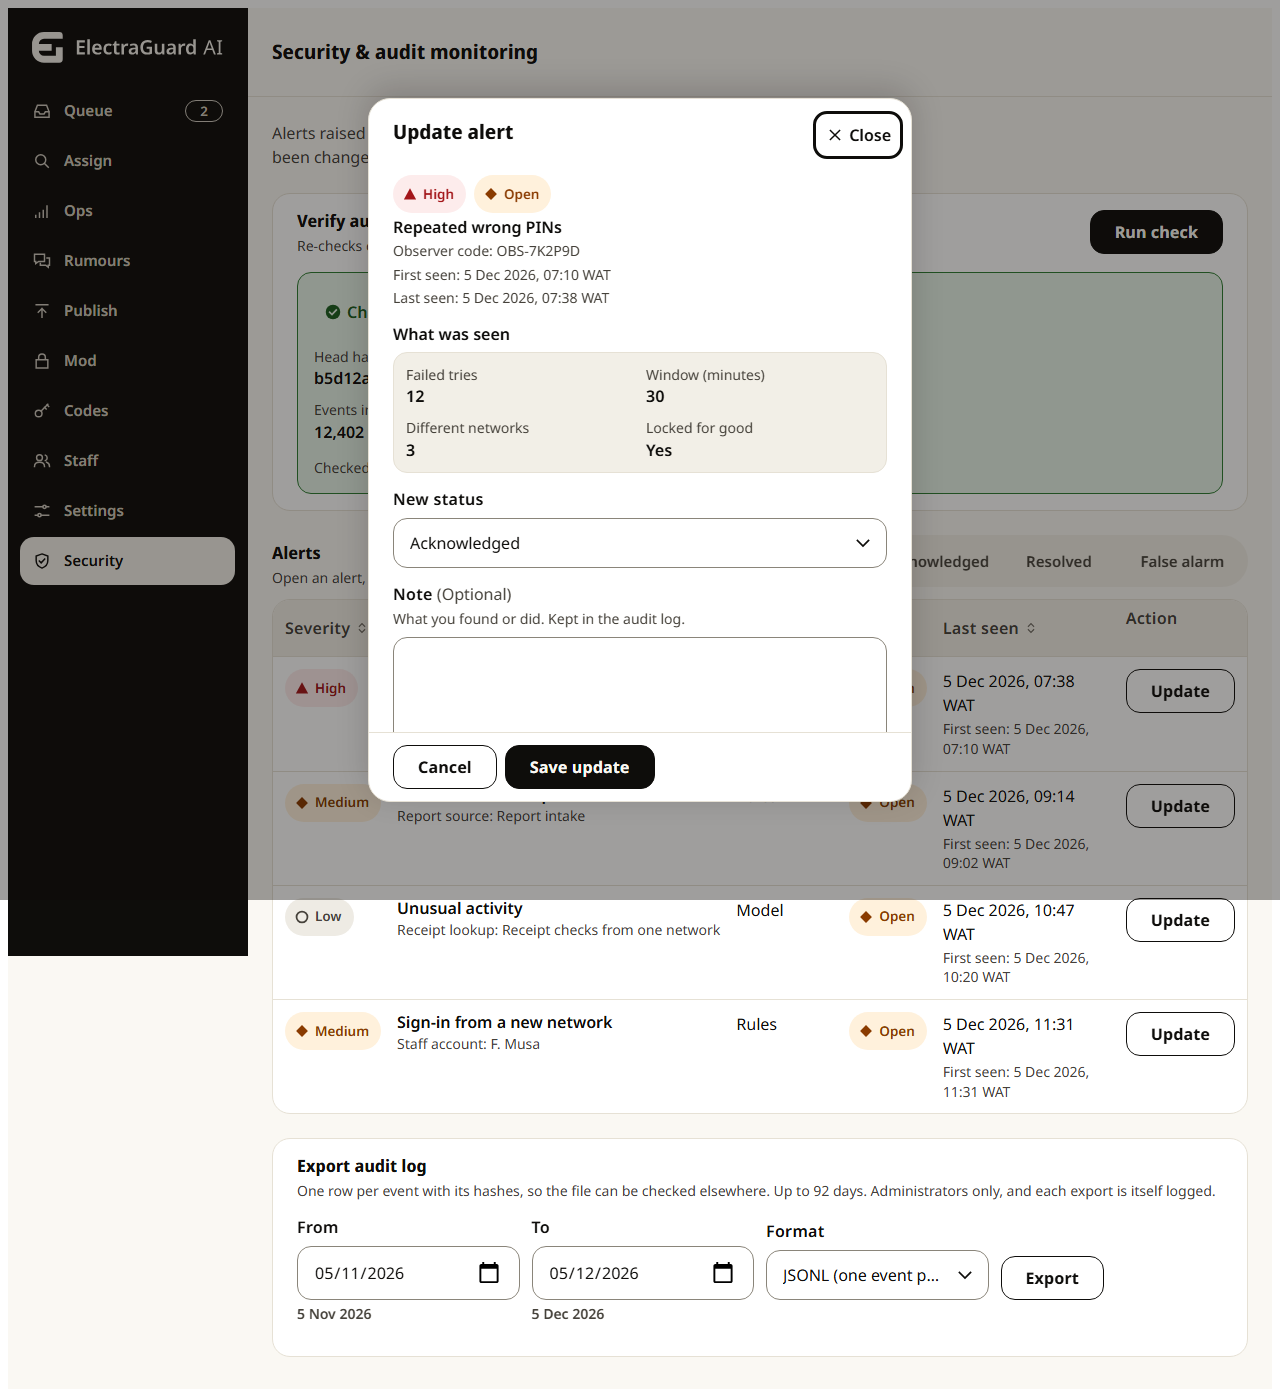 ElectraGuard AI
Queue 2
Assign
Ops
Rumours
Publish
Mod
Codes
Staff
Settings
Security
Security & audit monitoring
Alerts raised
been change
Verify au
Re-checks
Run check
Head ha
b5d12a
Events in
12,402
Checked
Alerts
Open an alert,
Resolved
False alarm
Update alert
Close
High
Open
Repeated wrong PINs
Observer code: OBS-7K2P9D
First seen: 5 Dec 2026, 07:10 WAT
Last seen: 5 Dec 2026, 07:38 WAT
What was seen
Failed tries
12
Window (minutes)
30
Different networks
3
Locked for good
Yes
New status
Acknowledged
Note (Optional)
What you found or did. Kept in the audit log.
Cancel
Save update
Severity
Last seen
Action
High
5 Dec 2026, 07:38
WAT
First seen: 5 Dec 2026,
07:10 WAT
Update
Medium
Report source: Report intake
Open
5 Dec 2026, 09:14
WAT
First seen: 5 Dec 2026,
09:02 WAT
Update
Low
Unusual activity
Receipt lookup: Receipt checks from one network
Model
Open
5 Dec 2026, 10:47
WAT
First seen: 5 Dec 2026,
10:20 WAT
Update
Medium
Sign-in from a new network
Staff account: F. Musa
Rules
Open
5 Dec 2026, 11:31
WAT
First seen: 5 Dec 2026,
11:31 WAT
Update
Export audit log
One row per event with its hashes, so the file can be checked elsewhere. Up to 92 days. Administrators only, and each export is itself logged.
From
05/11/2026
5 Nov 2026
To
05/12/2026
5 Dec 2026
Format
JSONL (one event p...
Export